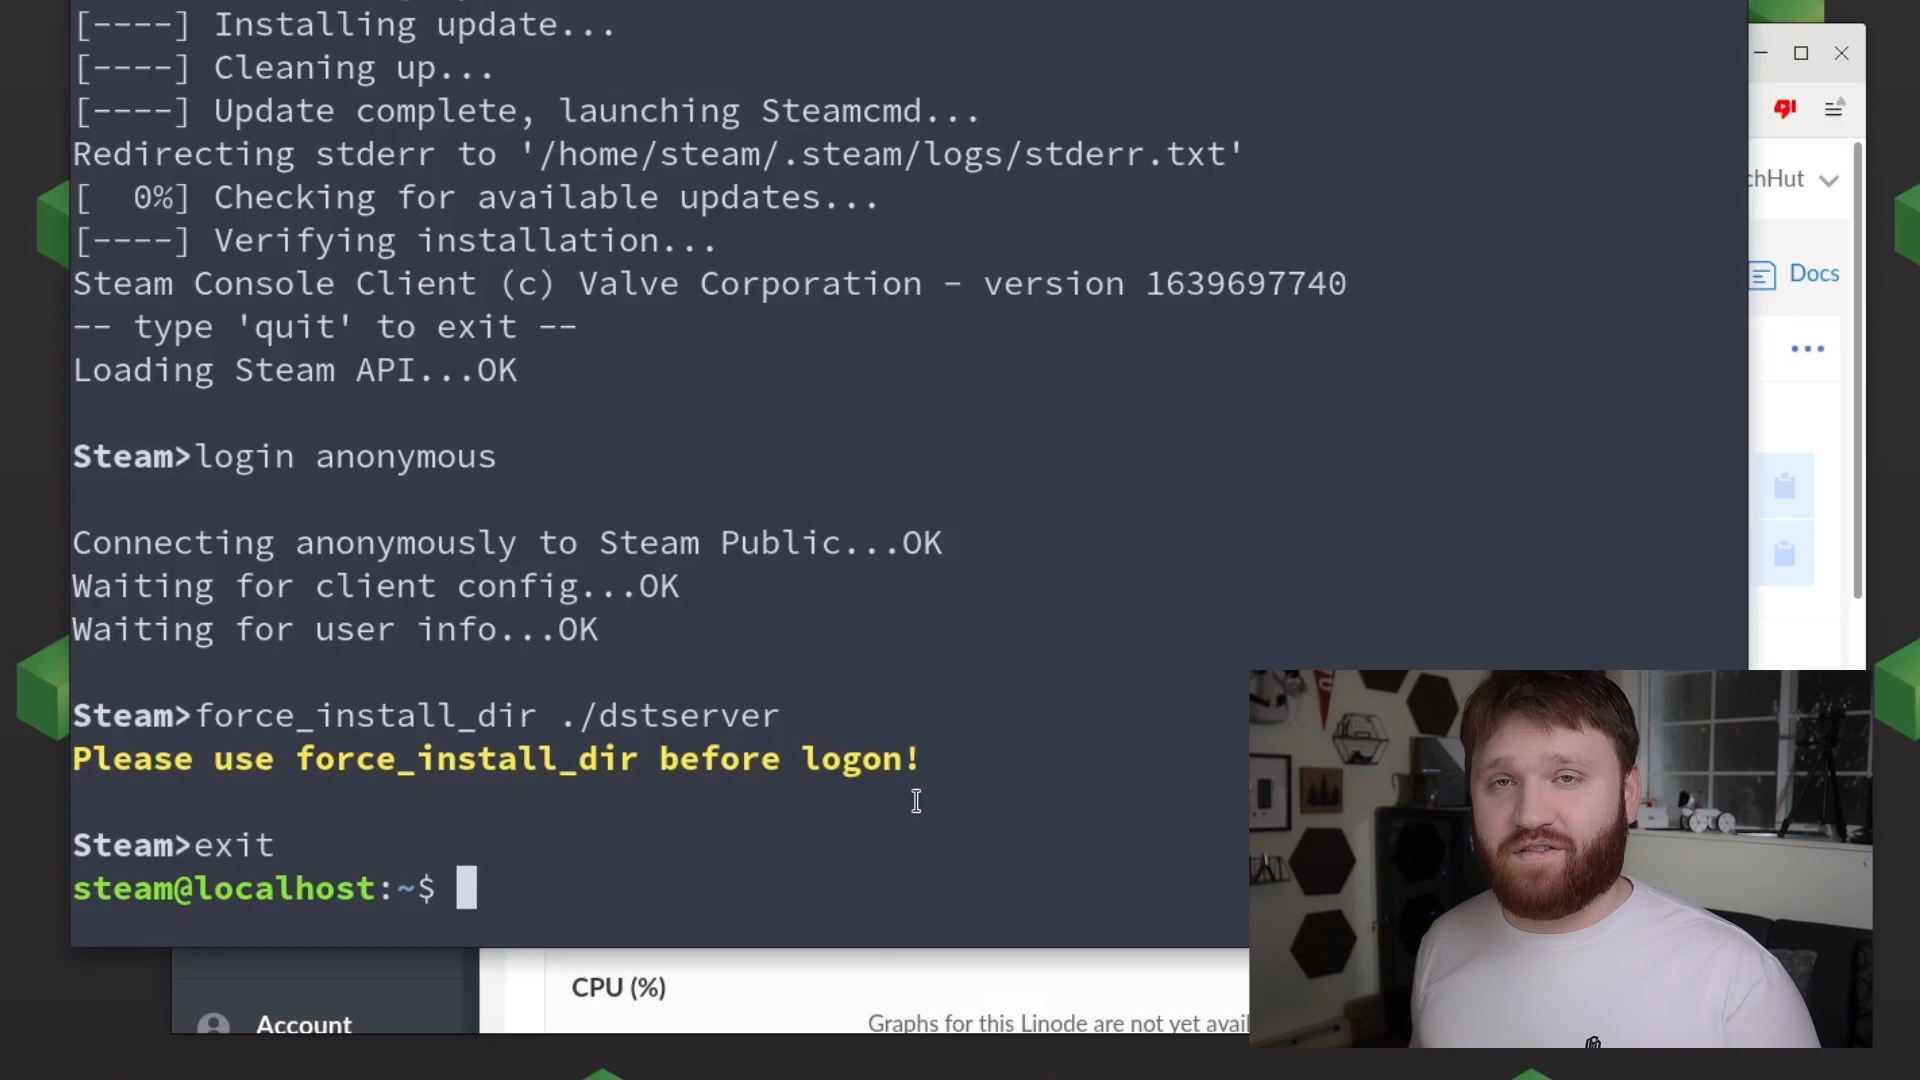 [----] Installing update...
[----] Cleaning up...
[----] Update complete, launching Steamcmd...
Redirecting stderr to '/home/steam/.steam/logs/stderr.txt'
[  0%] Checking for available updates...
[----] Verifying installation...
Steam Console Client (c) Valve Corporation - version 1639697740
-- type 'quit' to exit --
Loading Steam API...OK
Steam>login anonymous
Connecting anonymously to Steam Public...OK
Waiting for client config...OK
Waiting for user info...OK
Steam>force_install_dir ./dstserver
Please use force_install_dir before logon!
Steam>exit
steam@localhost:~$
chHut
Docs
CPU (%)
Graphs for this Linode are not yet avail
Account